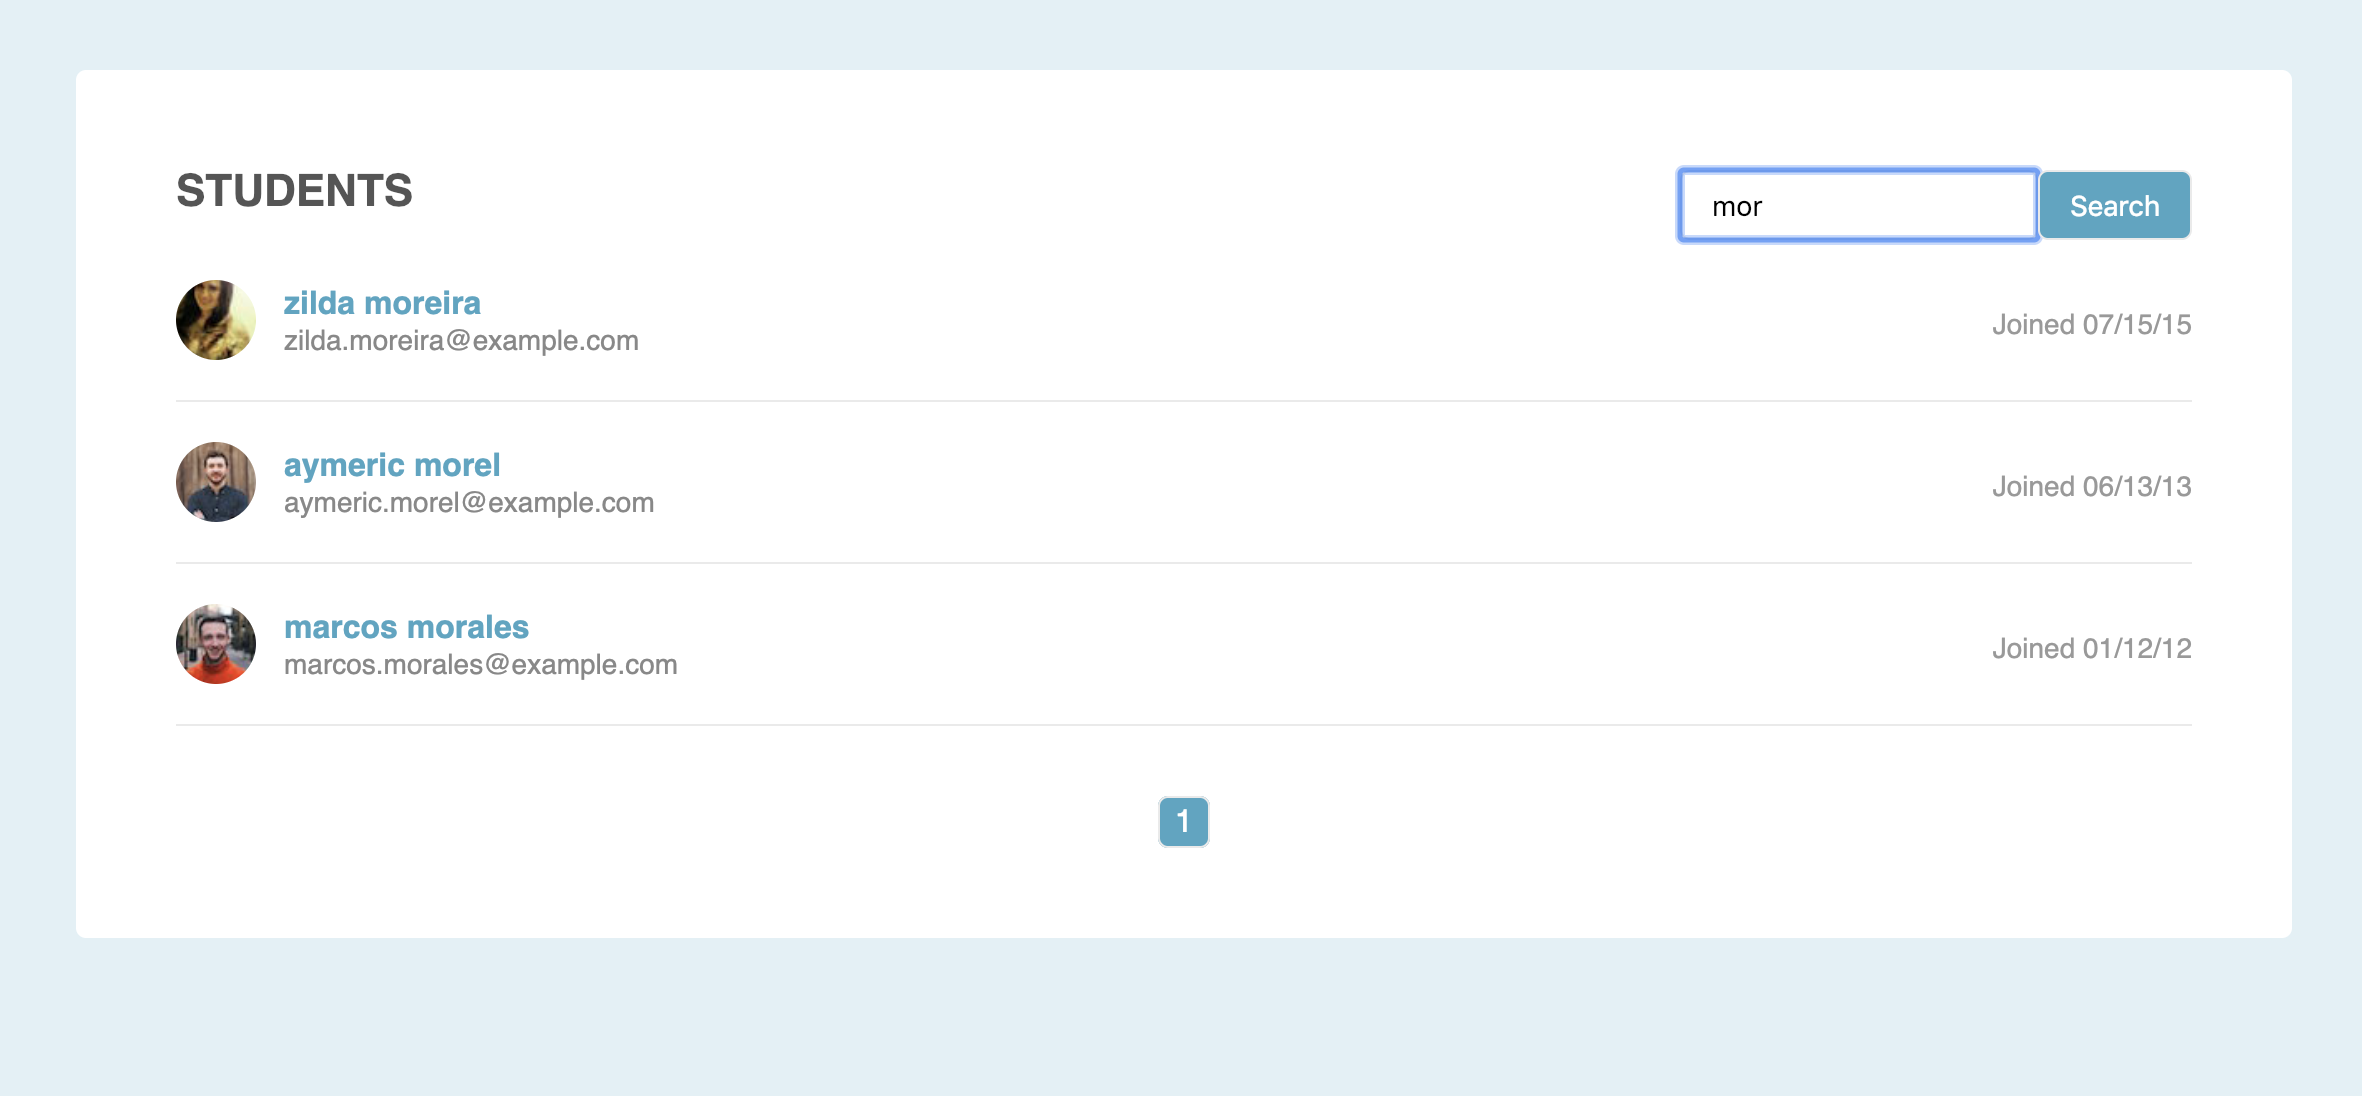 STUDENTS
mor
Search
zilda moreira
zilda.moreira@example.com
Joined 07/15/15
aymeric morel
aymeric.morel@example.com
Joined 06/13/13
marcos morales
marcos.morales@example.com
Joined 01/12/12
1